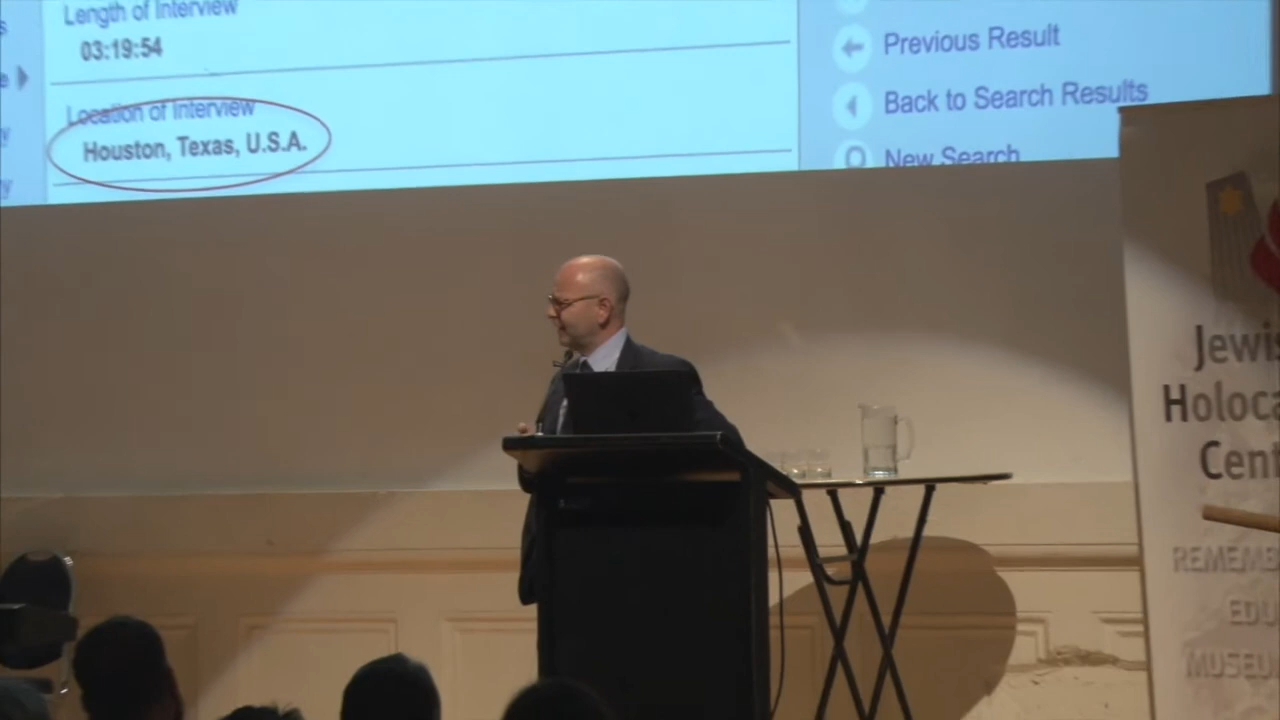 Length of Interview
03:19:54
Location of Interview
Houston, Texas, U.S.A.
Previous Result
Back to Search Results
New Search
Jewis
Holoca
Cent
REMEMB
EDU
MUSEU